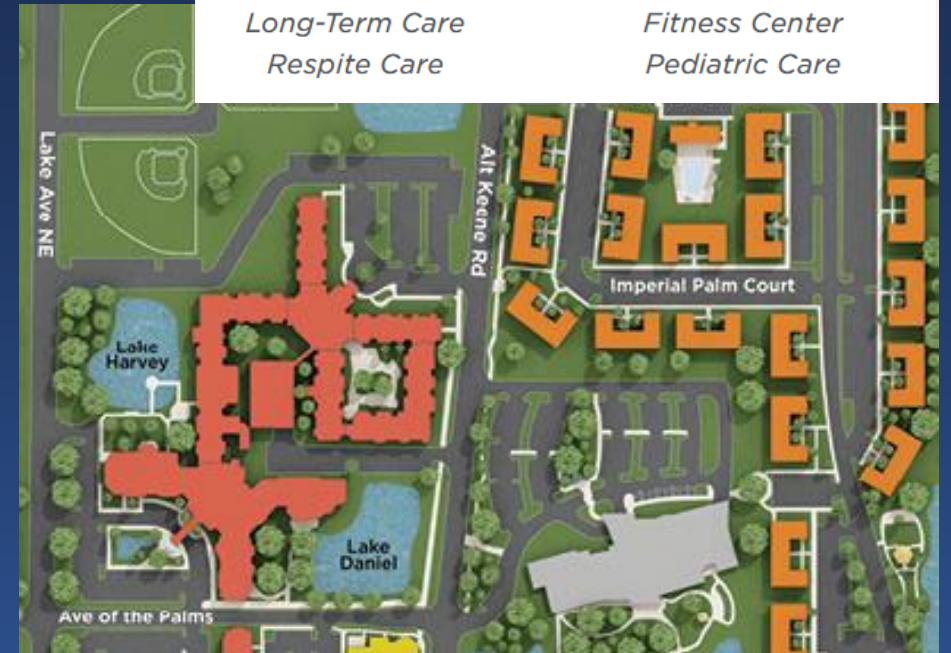 Long-Term Care
Respite Care
Fitness Center
Pediatric Care
Lake Ave NE
Alt Keene Rd
Imperial Palm Court
Lake
Harvey
Lake
Daniel
Ave of the Palms